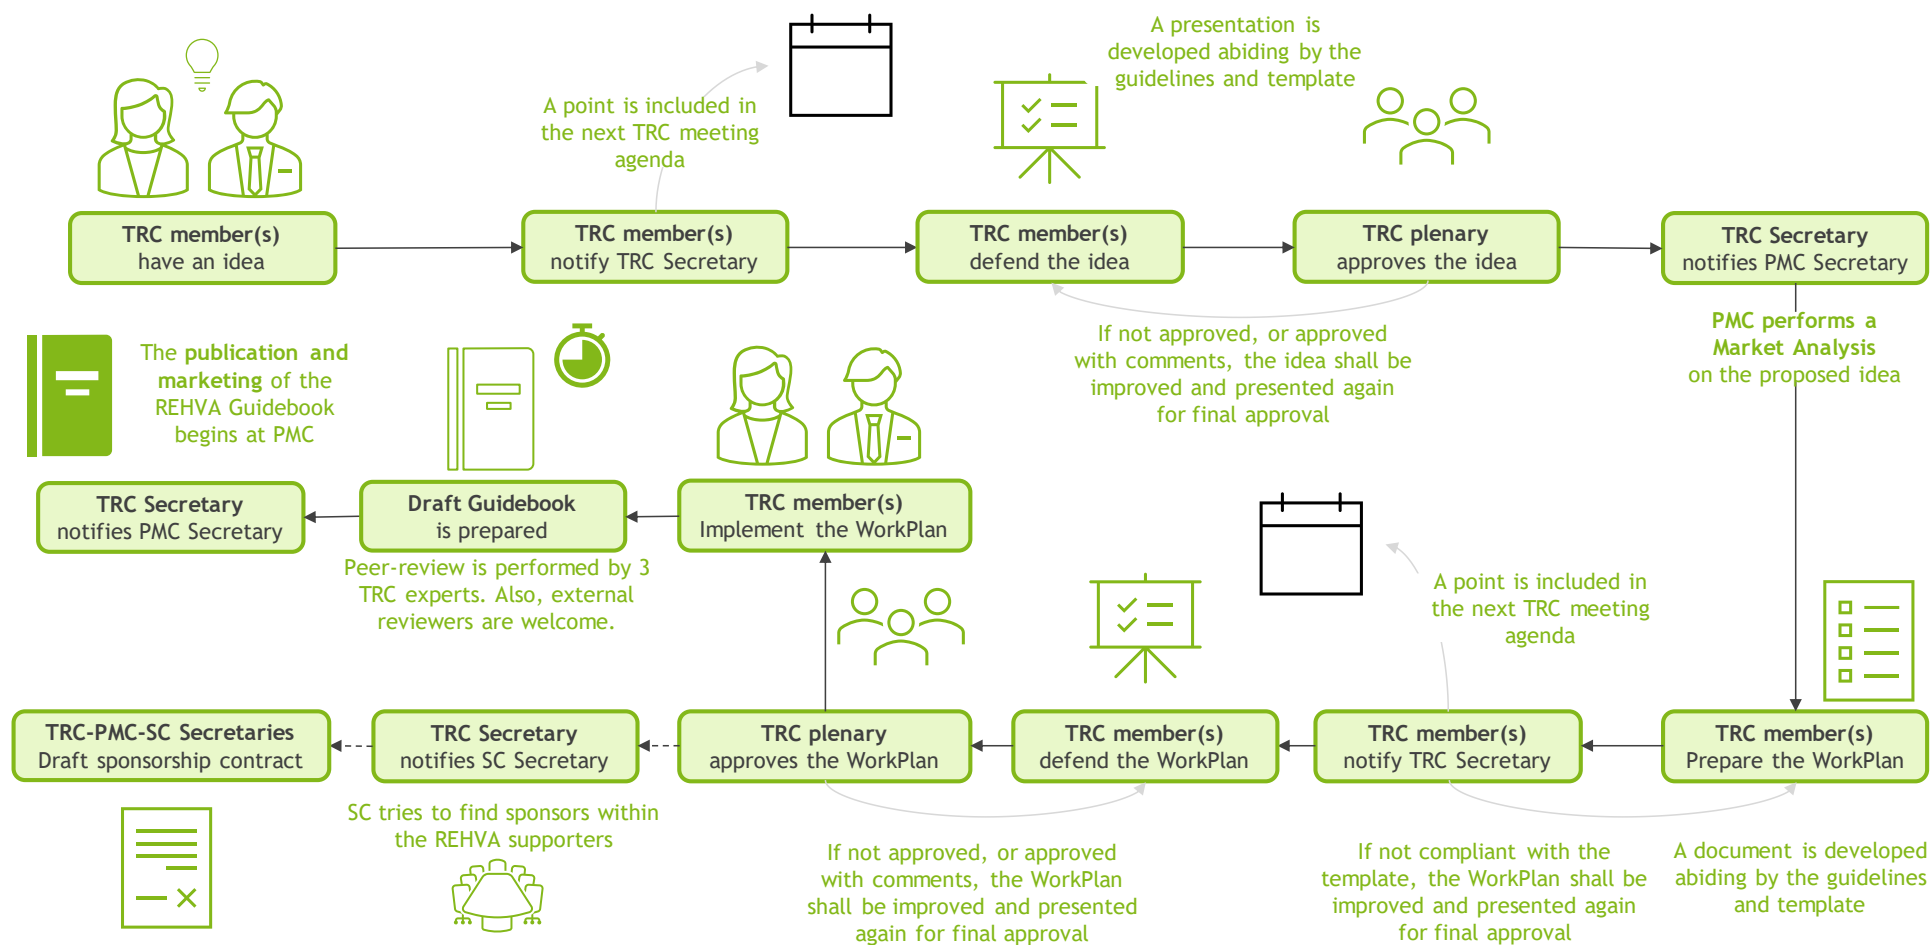 A point is included in
the next TRC meeting
agenda
A presentation is
developed abiding by the
guidelines and template
TRC member(s)
have an idea
TRC member(s)
notify TRC Secretary
TRC member(s)
defend the idea
TRC plenary
approves the idea
TRC Secretary
notifies PMC Secretary
If not approved, or approved
with comments, the idea shall be
improved and presented again
for final approval
PMC performs a
Market Analysis
on the proposed idea
The publication and
marketing of the
REHVA Guidebook
begins at PMC
TRC Secretary
notifies PMC Secretary
Draft Guidebook
is prepared
TRC member(s)
Implement the WorkPlan
Peer-review is performed by 3
TRC experts. Also, external
reviewers are welcome.
A point is included in
the next TRC meeting
agenda
TRC-PMC-SC Secretaries
Draft sponsorship contract
TRC Secretary
notifies SC Secretary
TRC plenary
approves the WorkPlan
TRC member(s)
defend the WorkPlan
TRC member(s)
notify TRC Secretary
TRC member(s)
Prepare the WorkPlan
SC tries to find sponsors within
the REHVA supporters
If not approved, or approved
with comments, the WorkPlan
shall be improved and presented
again for final approval
If not compliant with the
template, the WorkPlan shall be
improved and presented again
for final approval
A document is developed
abiding by the guidelines
and template